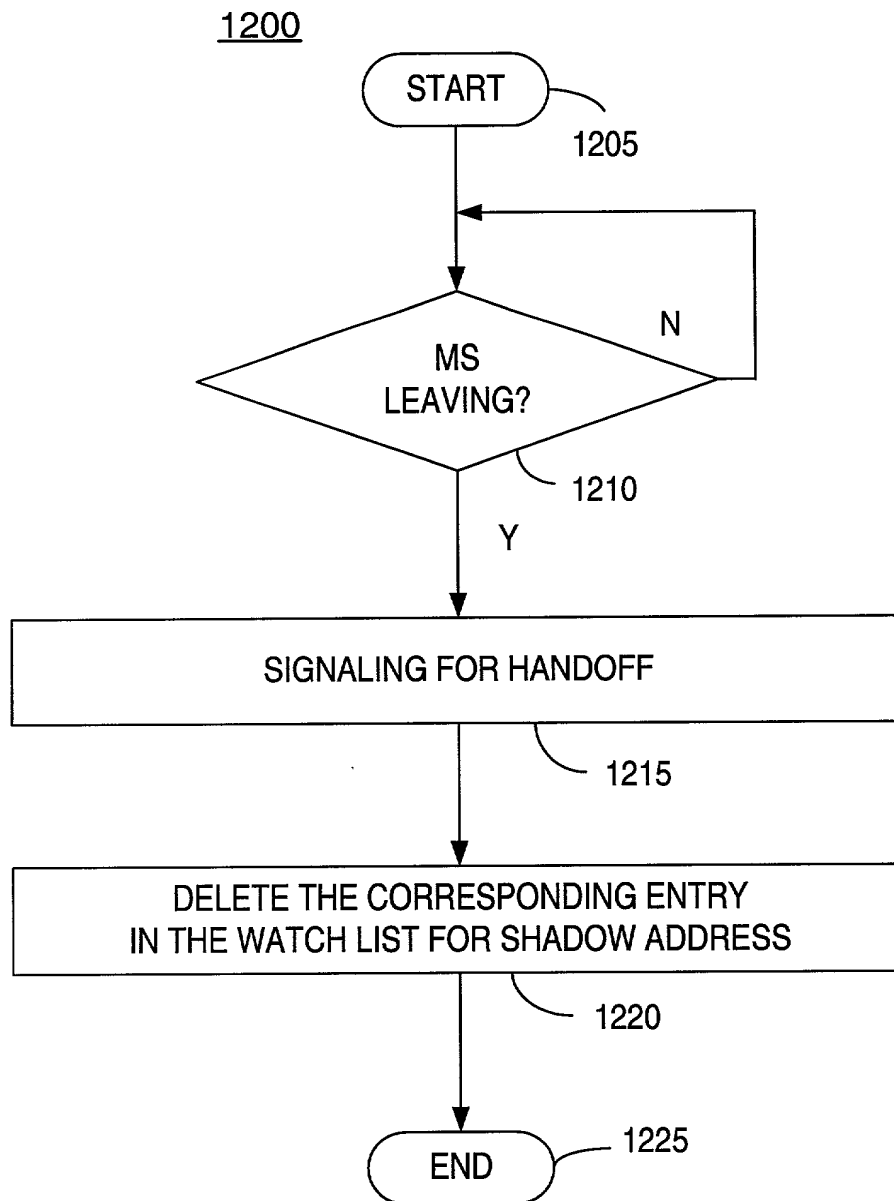 1200
START
1205
N
MS
LEAVING?
1210
Y
SIGNALING FOR HANDOFF
1215
DELETE THE CORRESPONDING ENTRY
IN THE WATCH LIST FOR SHADOW ADDRESS
1220
1225
END